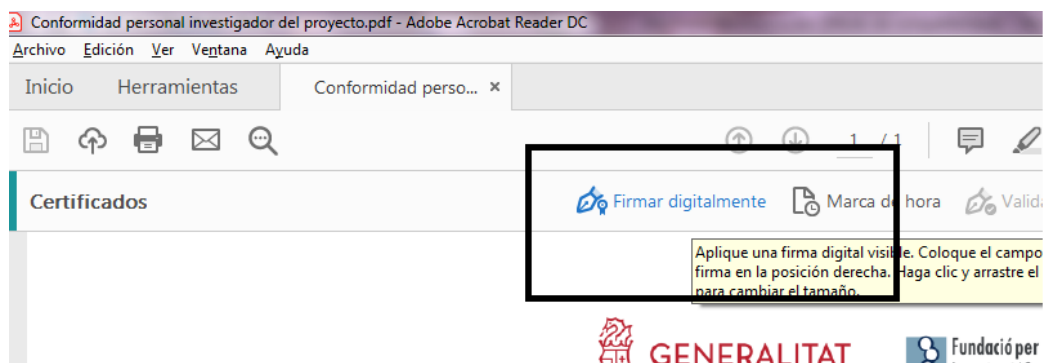 Conformidad personal investigador del proyecto.pdf - Adobe Acrobat Reader DC
Archivo Edición Ver Ventana Ayuda
Inicio Herramientas Conformidad perso... ×
1 / 1
Certificados Firmar digitalmente Marca de hora Valida
Aplique una firma digital visible. Coloque el campo
firma en la posición derecha. Haga clic y arrastre el
para cambiar el tamaño.
GENERALITAT Fundació per